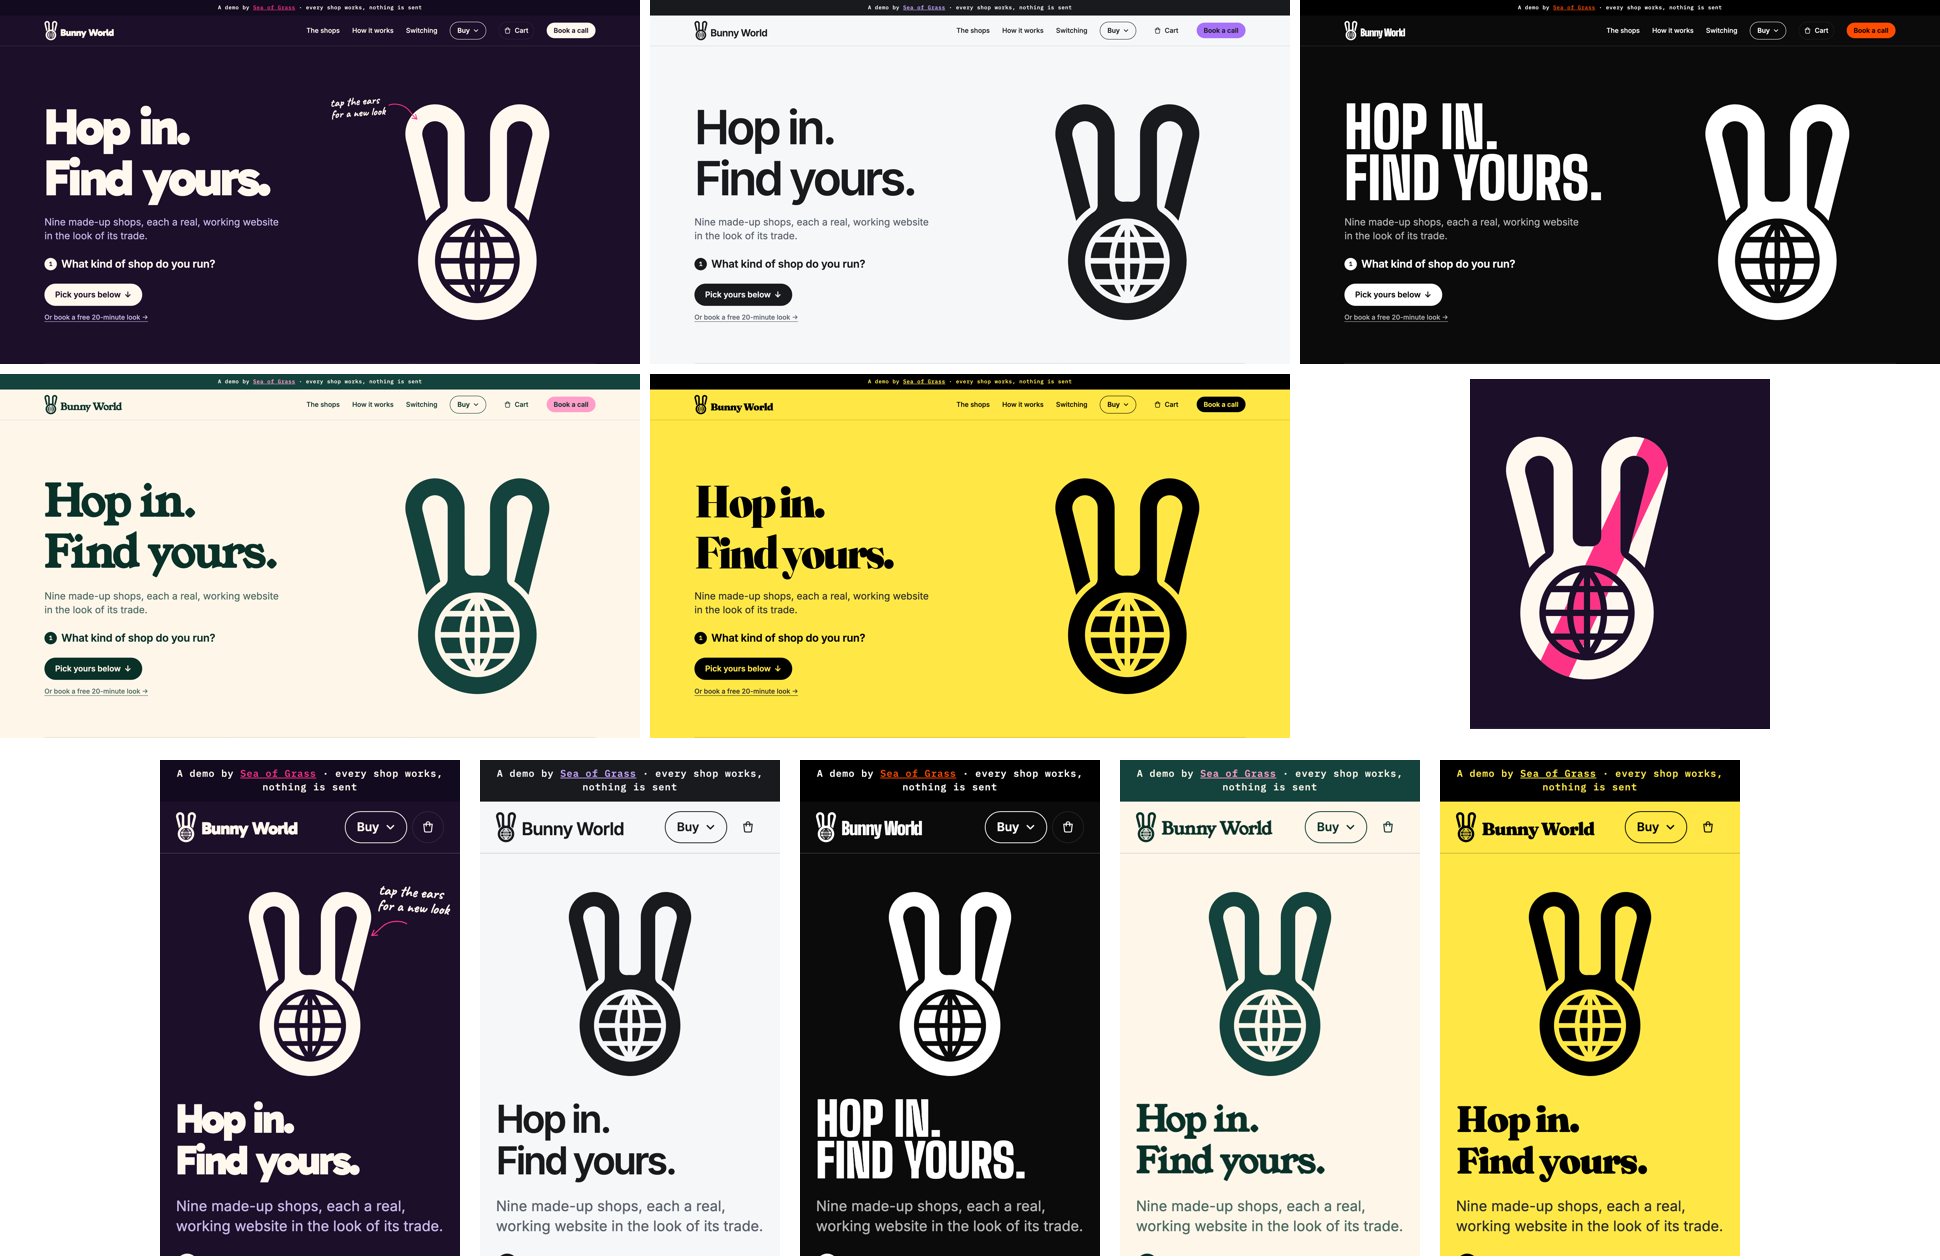 A demo by Sea of Grass · every shop works, nothing is sent
Bunny World
The shops How it works Switching Buy Cart Book a call
tap the ears
for a new look
Hop in.
Find yours.
Nine made-up shops, each a real, working website
in the look of its trade.
1 What kind of shop do you run?
Pick yours below ↓
Or book a free 20-minute look →
A demo by Sea of Grass · every shop works, nothing is sent
Bunny World
The shops How it works Switching Buy Cart Book a call
Hop in.
Find yours.
Nine made-up shops, each a real, working website
in the look of its trade.
1 What kind of shop do you run?
Pick yours below ↓
Or book a free 20-minute look →
A demo by Sea of Grass · every shop works, nothing is sent
Bunny World
The shops How it works Switching Buy Cart Book a call
HOP IN.
FIND YOURS.
Nine made-up shops, each a real, working website
in the look of its trade.
1 What kind of shop do you run?
Pick yours below ↓
Or book a free 20-minute look →
A demo by Sea of Grass · every shop works, nothing is sent
Bunny World
The shops How it works Switching Buy Cart Book a call
Hop in.
Find yours.
Nine made-up shops, each a real, working website
in the look of its trade.
1 What kind of shop do you run?
Pick yours below ↓
Or book a free 20-minute look →
A demo by Sea of Grass · every shop works, nothing is sent
Bunny World
The shops How it works Switching Buy Cart Book a call
Hop in.
Find yours.
Nine made-up shops, each a real, working website
in the look of its trade.
1 What kind of shop do you run?
Pick yours below ↓
Or book a free 20-minute look →
A demo by Sea of Grass · every shop works,
nothing is sent
Bunny World Buy
tap the ears
for a new look
Hop in.
Find yours.
Nine made-up shops, each a real,
working website in the look of its trade.
A demo by Sea of Grass · every shop works,
nothing is sent
Bunny World Buy
Hop in.
Find yours.
Nine made-up shops, each a real,
working website in the look of its trade.
A demo by Sea of Grass · every shop works,
nothing is sent
Bunny World Buy
HOP IN.
FIND YOURS.
Nine made-up shops, each a real,
working website in the look of its trade.
A demo by Sea of Grass · every shop works,
nothing is sent
Bunny World Buy
Hop in.
Find yours.
Nine made-up shops, each a real,
working website in the look of its trade.
A demo by Sea of Grass · every shop works,
nothing is sent
Bunny World Buy
Hop in.
Find yours.
Nine made-up shops, each a real,
working website in the look of its trade.